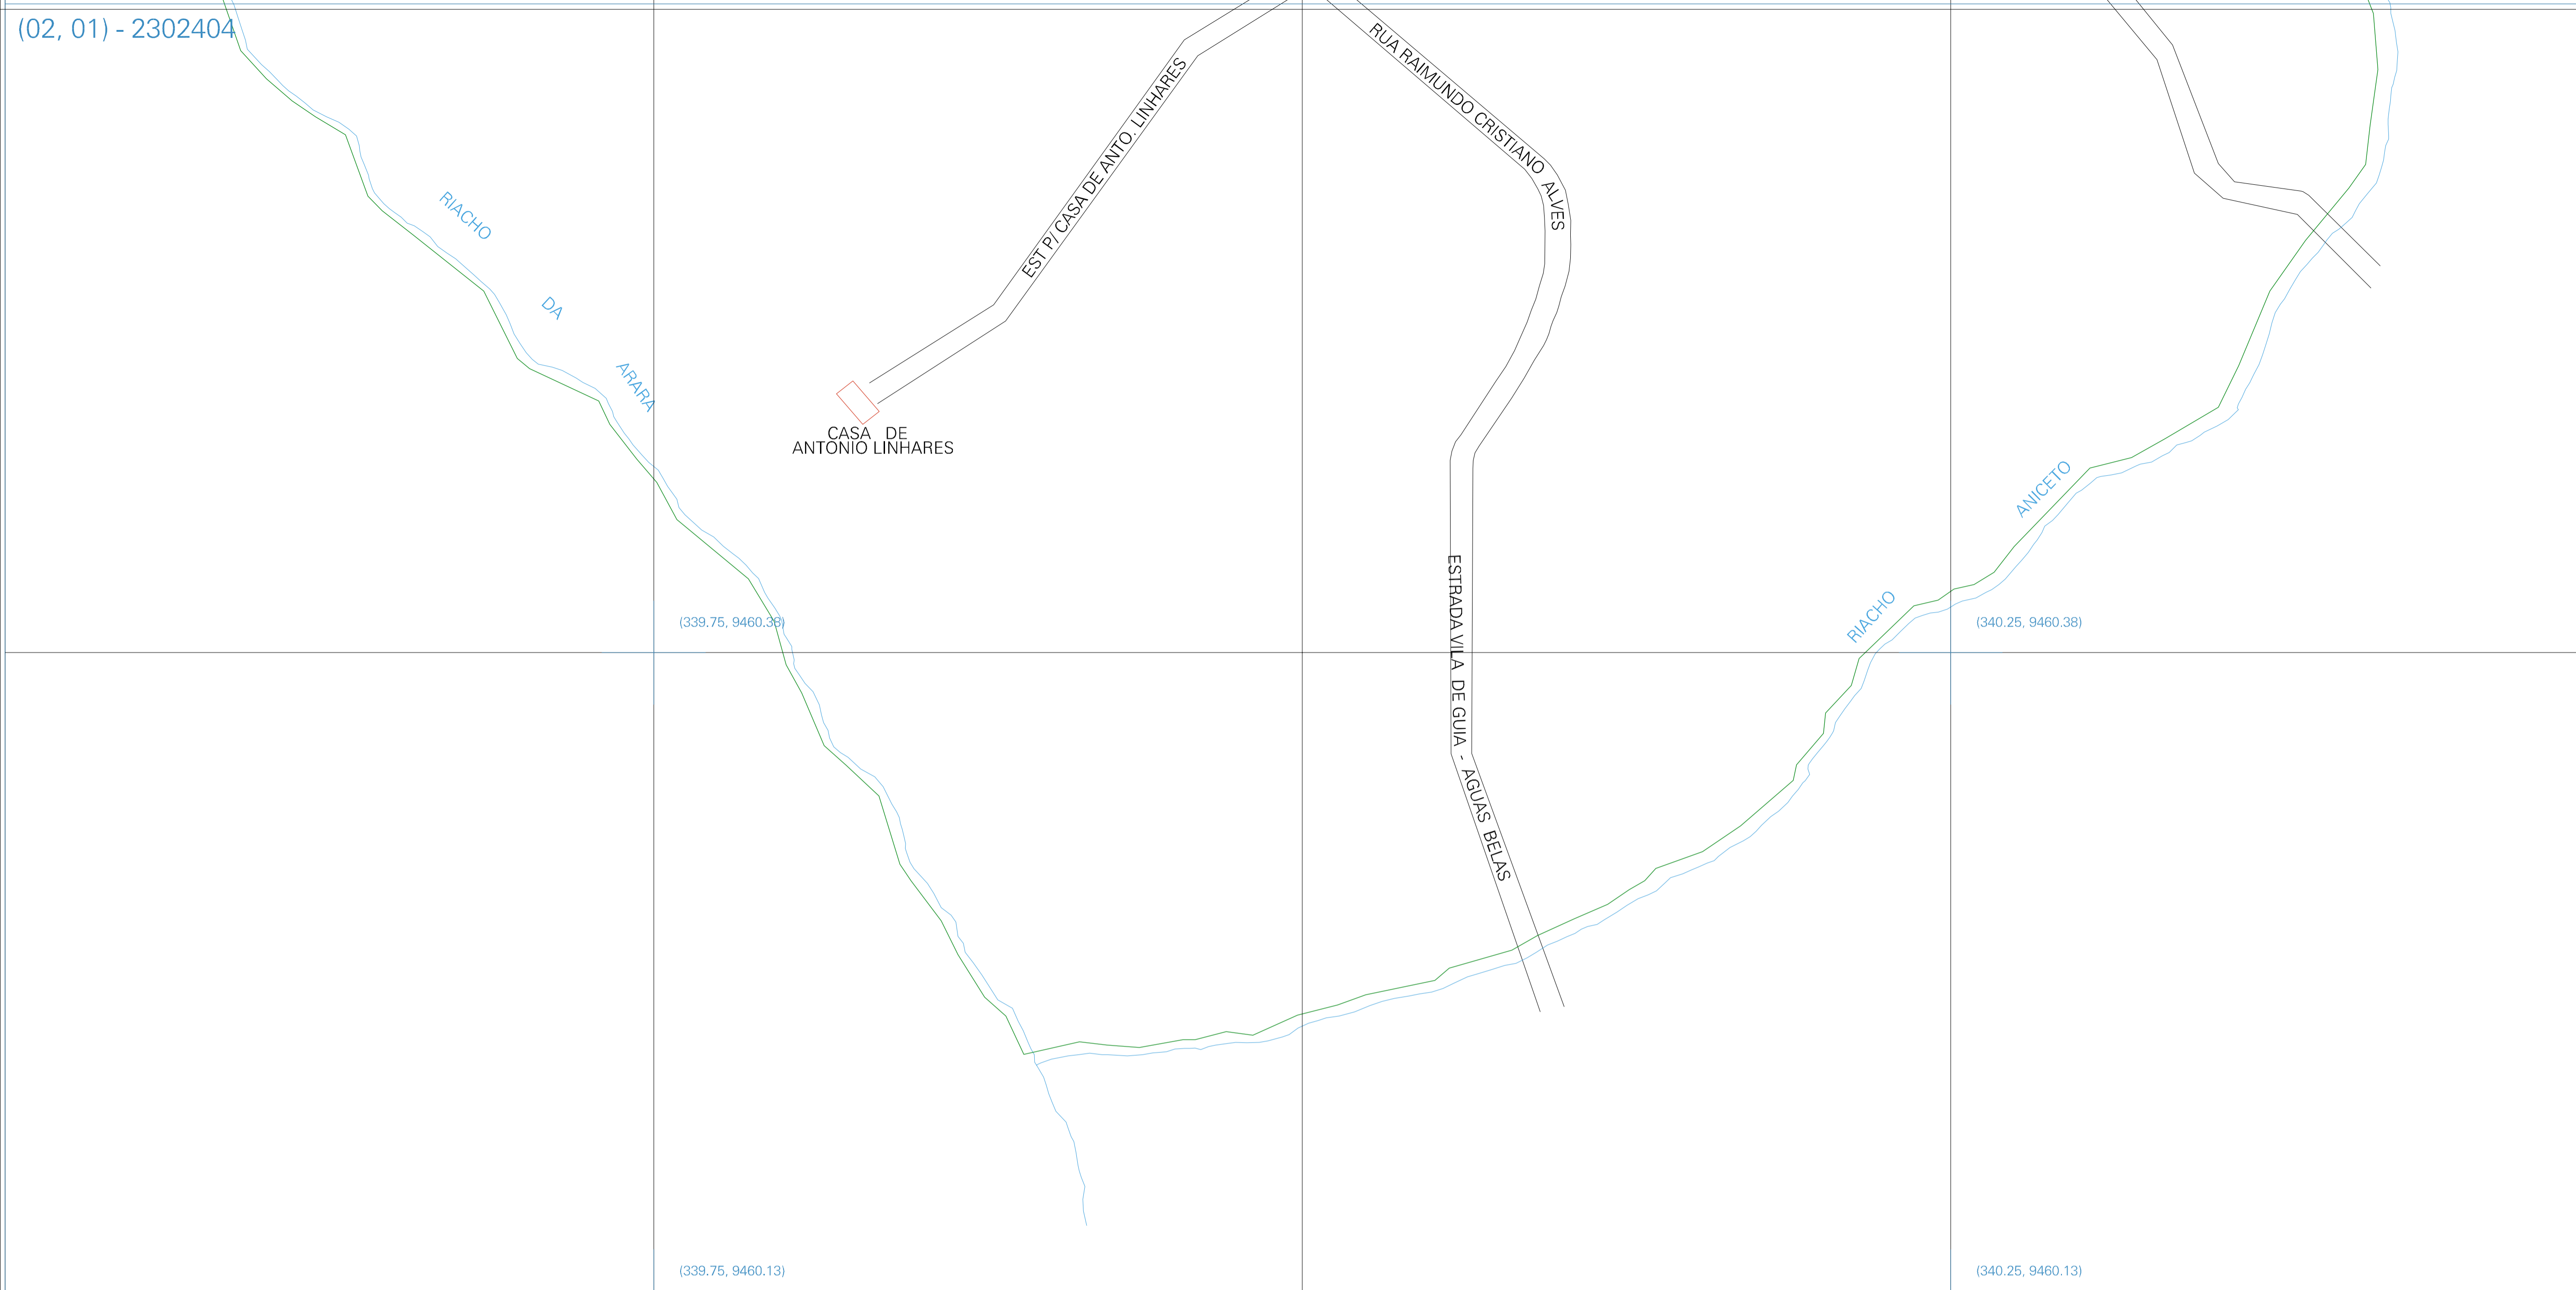 (02, 01) - 2302404
RUA RAIMUNDO CRISTIANO ALVES
EST P/ CASA DE ANTO. LINHARES
RIACHO DA ARARA
CASA DE
ANTONIO LINHARES
RIACHO ANICETO
ESTRADA VILA DE GUIA - AGUAS BELAS
(339.75, 9460.38)
(340.25, 9460.38)
(339.75, 9460.13)
(340.25, 9460.13)